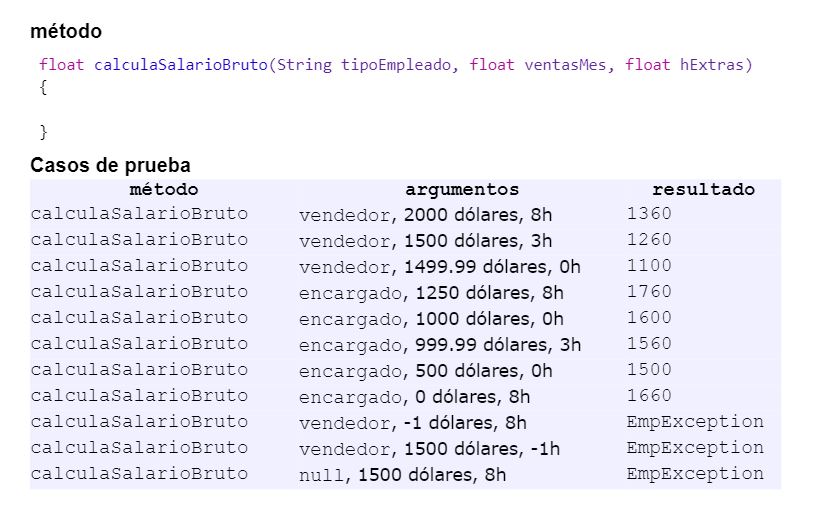 método
float calculaSalarioBruto(String tipoEmpleado, float ventasMes, float hExtras)
{
}
Casos de prueba
método argumentos resultado
calculaSalarioBruto vendedor, 2000 dólares, 8h 1360
calculaSalarioBruto vendedor, 1500 dólares, 3h 1260
calculaSalarioBruto vendedor, 1499.99 dólares, 0h 1100
calculaSalarioBruto encargado, 1250 dólares, 8h 1760
calculaSalarioBruto encargado, 1000 dólares, 0h 1600
calculaSalarioBruto encargado, 999.99 dólares, 3h 1560
calculaSalarioBruto encargado, 500 dólares, 0h 1500
calculaSalarioBruto encargado, 0 dólares, 8h 1660
calculaSalarioBruto vendedor, -1 dólares, 8h EmpException
calculaSalarioBruto vendedor, 1500 dólares, -1h EmpException
calculaSalarioBruto null, 1500 dólares, 8h EmpException